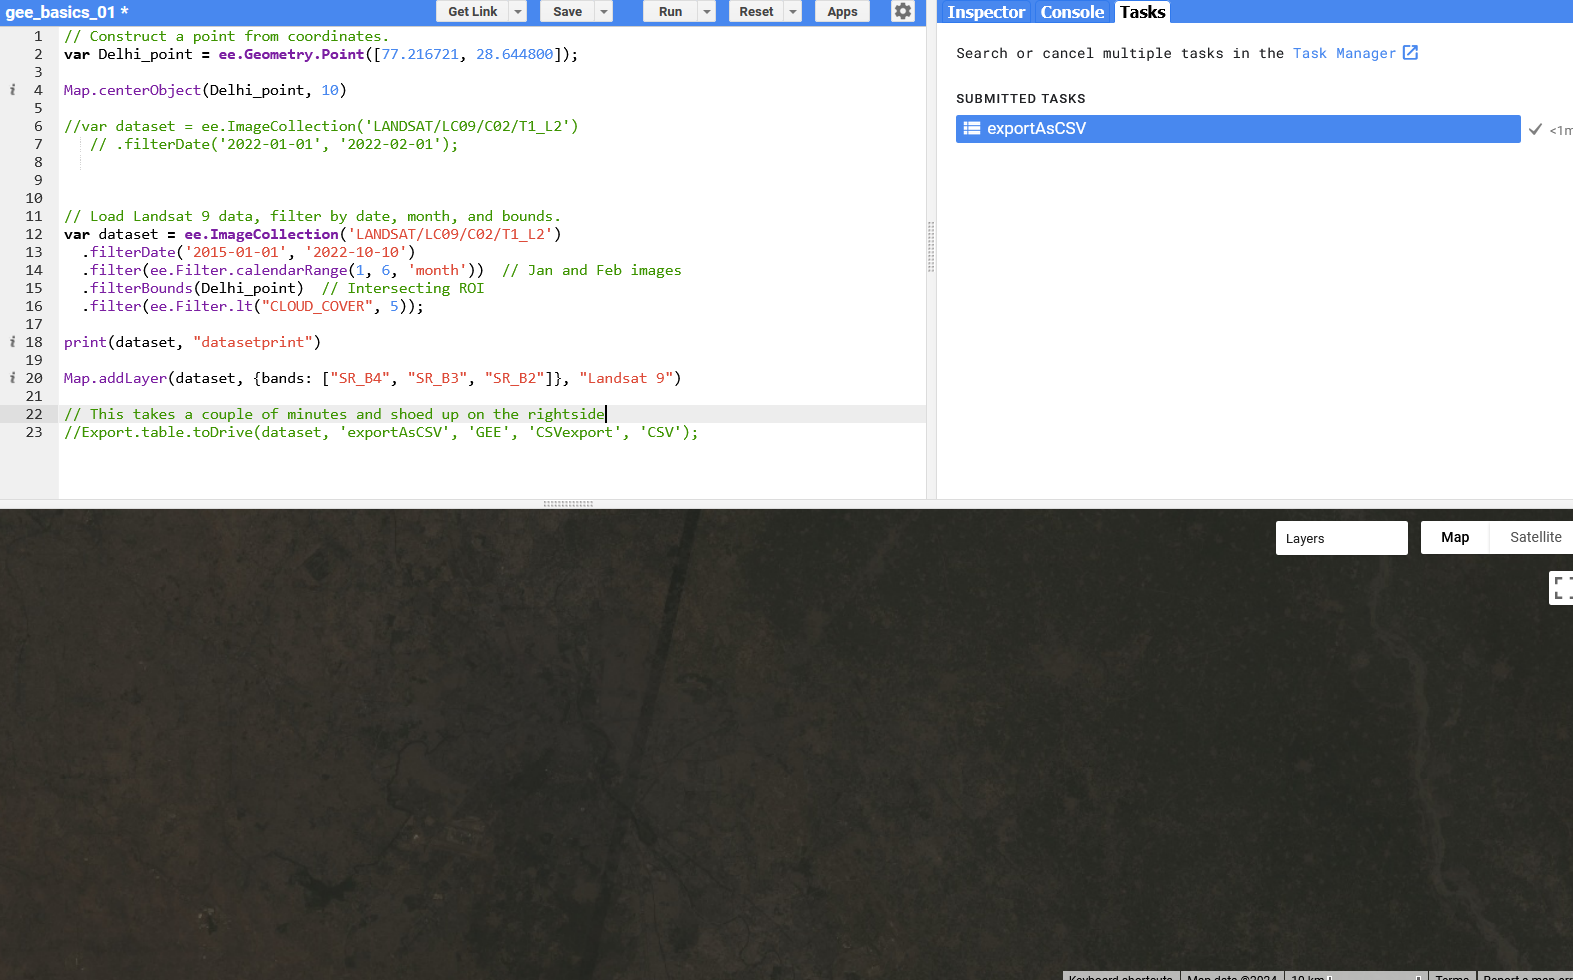 gee_basics_01 *
Get Link
Save
Run
Reset
Apps
1 // Construct a point from coordinates.
2 var Delhi_point = ee.Geometry.Point([77.216721, 28.644800]);
3
4 Map.centerObject(Delhi_point, 10)
5
6 //var dataset = ee.ImageCollection('LANDSAT/LC09/C02/T1_L2')
7 // .filterDate('2022-01-01', '2022-02-01');
8
9
10
11 // Load Landsat 9 data, filter by date, month, and bounds.
12 var dataset = ee.ImageCollection('LANDSAT/LC09/C02/T1_L2')
13 .filterDate('2015-01-01', '2022-10-10')
14 .filter(ee.Filter.calendarRange(1, 6, 'month')) // Jan and Feb images
15 .filterBounds(Delhi_point) // Intersecting ROI
16 .filter(ee.Filter.lt("CLOUD_COVER", 5));
17
18 print(dataset, "datasetprint")
19
20 Map.addLayer(dataset, {bands: ["SR_B4", "SR_B3", "SR_B2"]}, "Landsat 9")
21
22 // This takes a couple of minutes and shoed up on the rightside
23 //Export.table.toDrive(dataset, 'exportAsCSV', 'GEE', 'CSVexport', 'CSV');
Inspector Console Tasks
Search or cancel multiple tasks in the Task Manager
SUBMITTED TASKS
exportAsCSV
<1m
Layers
Map
Satellite
Keyboard shortcuts
Map data ©2024
10 km
Terms
Report a map